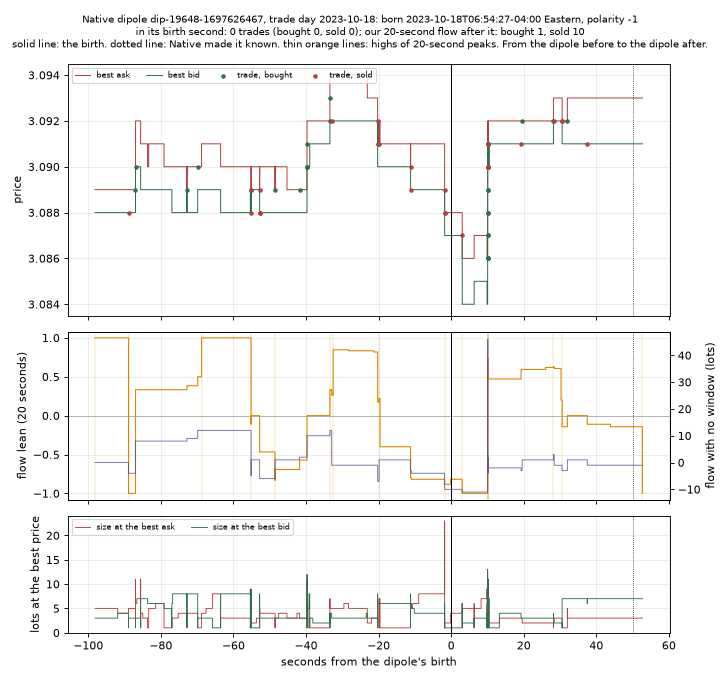 Native dipole dip-19648-1697626467, trade day 2023-10-18: born 2023-10-18T06:54:27-04:00 Eastern, polarity -1
in its birth second: 0 trades (bought 0, sold 0); our 20-second flow after it: bought 1, sold 10
solid line: the birth. dotted line: Native made it known. thin orange lines: highs of 20-second peaks. From the dipole before to the dipole after.
best ask
best bid
trade, bought
trade, sold
3.094
3.092
3.090
3.088
3.086
3.084
price
1.0
0.5
0.0
−0.5
−1.0
flow lean (20 seconds)
40
30
20
10
0
−10
flow with no window (lots)
size at the best ask
size at the best bid
20
15
10
5
0
lots at the best price
−100
−80
−60
−40
−20
0
20
40
60
seconds from the dipole's birth